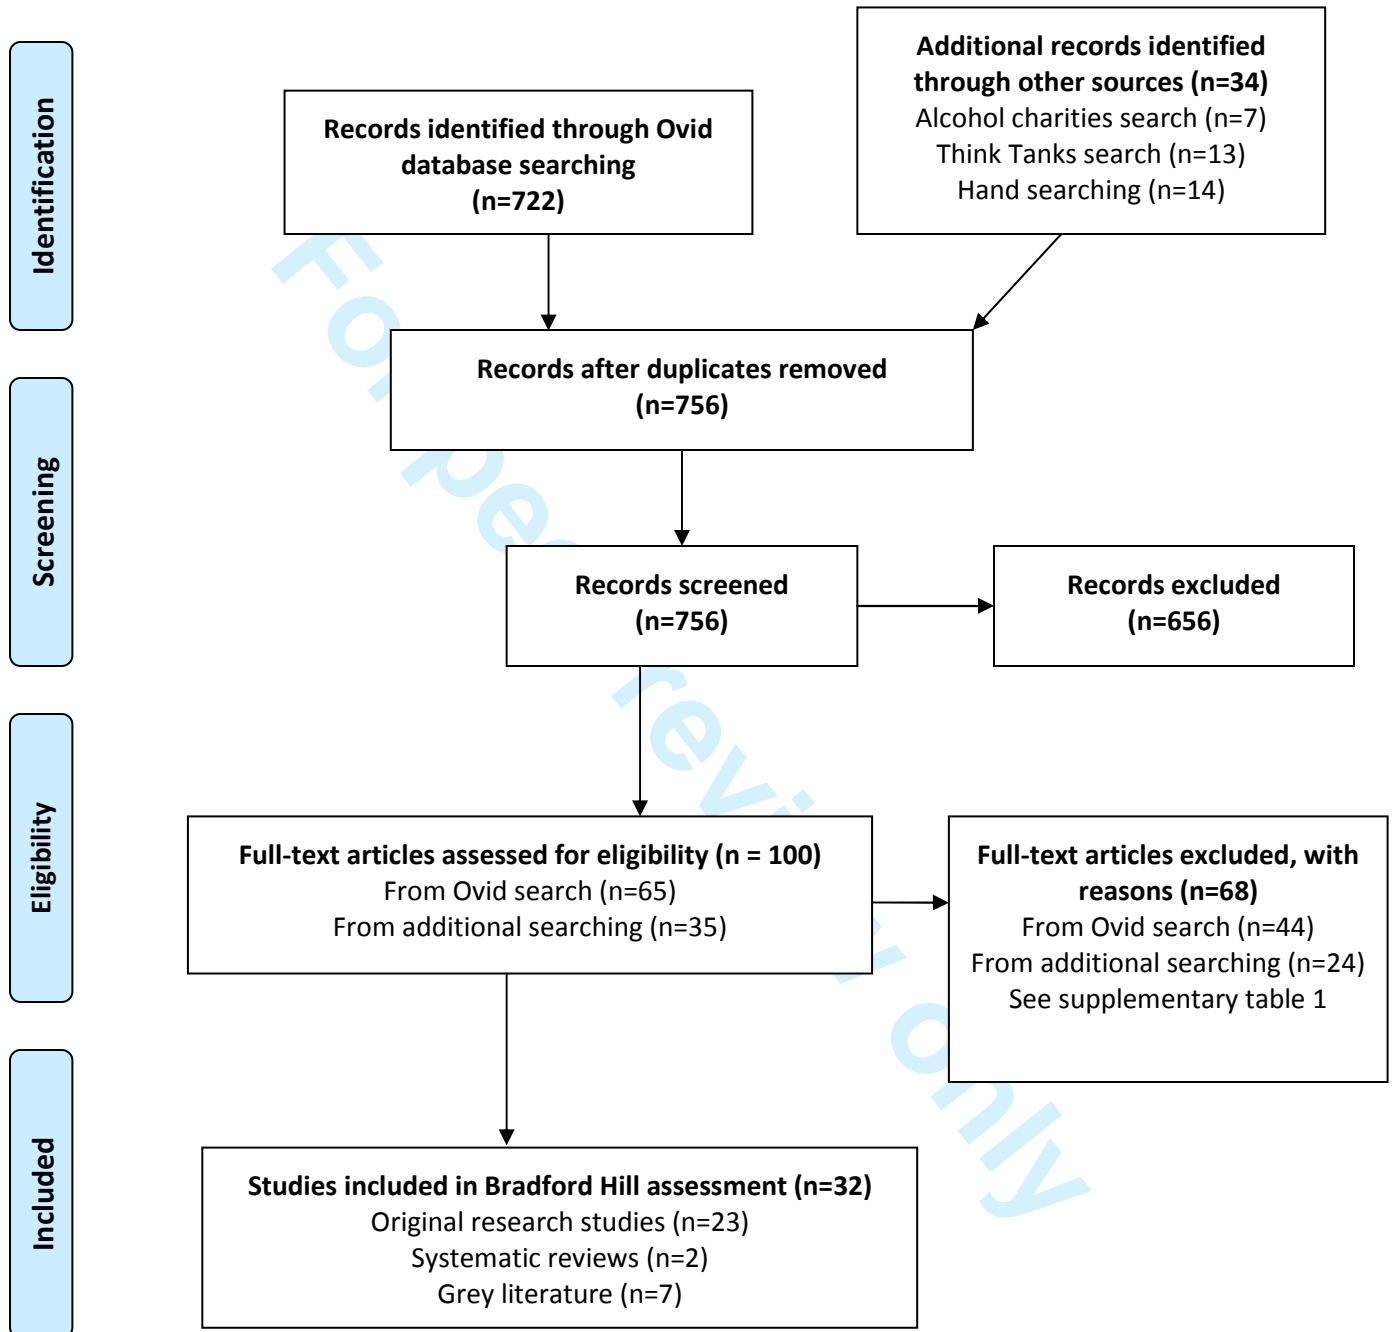 Identification
Records identified through Ovid
database searching
(n=722)
Additional records identified
through other sources (n=34)
Alcohol charities search (n=7)
Think Tanks search (n=13)
Hand searching (n=14)
Records after duplicates removed
(n=756)
Screening
Records screened
(n=756)
Records excluded
(n=656)
Eligibility
Full-text articles assessed for eligibility (n = 100)
From Ovid search (n=65)
From additional searching (n=35)
Full-text articles excluded, with
reasons (n=68)
From Ovid search (n=44)
From additional searching (n=24)
See supplementary table 1
Included
Studies included in Bradford Hill assessment (n=32)
Original research studies (n=23)
Systematic reviews (n=2)
Grey literature (n=7)
For peer review only